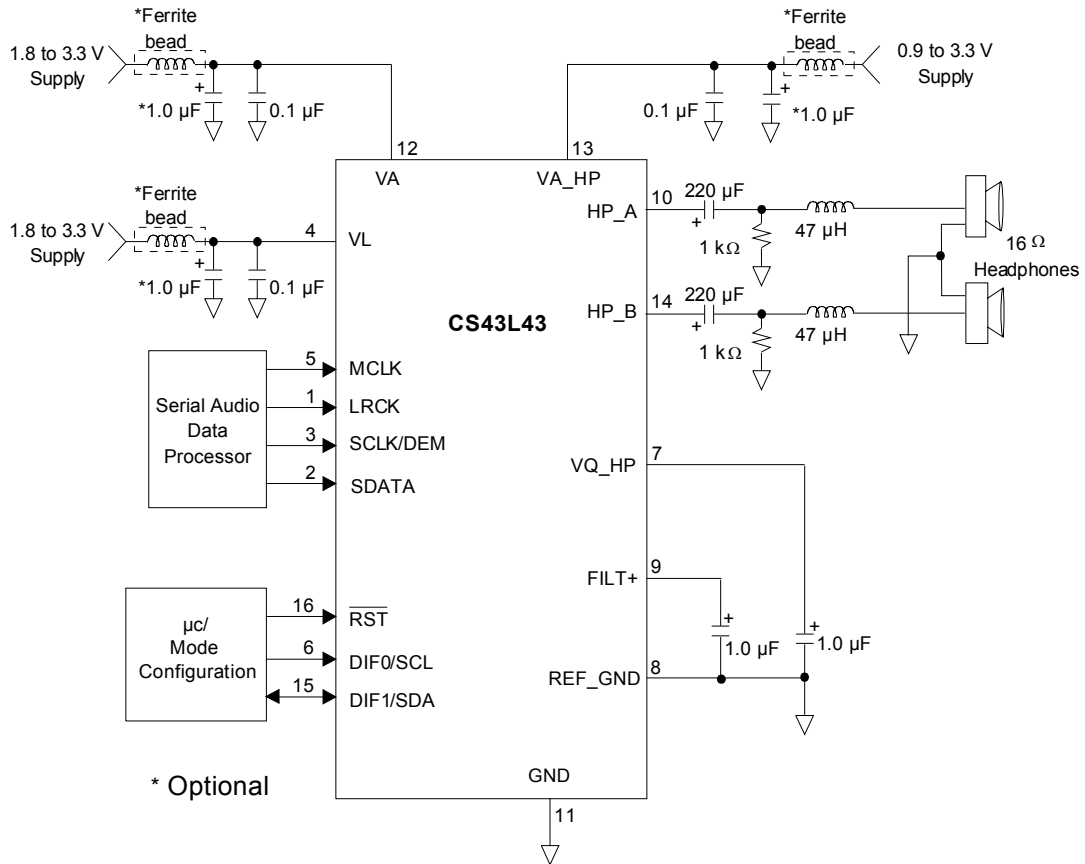 *Ferrite
bead
1.8 to 3.3 V
Supply
+
*1.0 µF
0.1 µF
*Ferrite
bead
0.9 to 3.3 V
Supply
0.1 µF
+
*1.0 µF
12
VA
13
VA_HP
*Ferrite
bead
1.8 to 3.3 V
Supply
+
*1.0 µF
0.1 µF
4
VL
HP_A
10
220 µF
+
1 kΩ
47 µH
16 Ω
Headphones
HP_B
14
220 µF
+
1 kΩ
47 µH
CS43L43
Serial Audio
Data
Processor
5
MCLK
1
LRCK
3
SCLK/DEM
2
SDATA
VQ_HP
7
FILT+
9
+
1.0 µF
+
1.0 µF
REF_GND
8
µc/
Mode
Configuration
16
RST
6
DIF0/SCL
15
DIF1/SDA
* Optional
GND
11